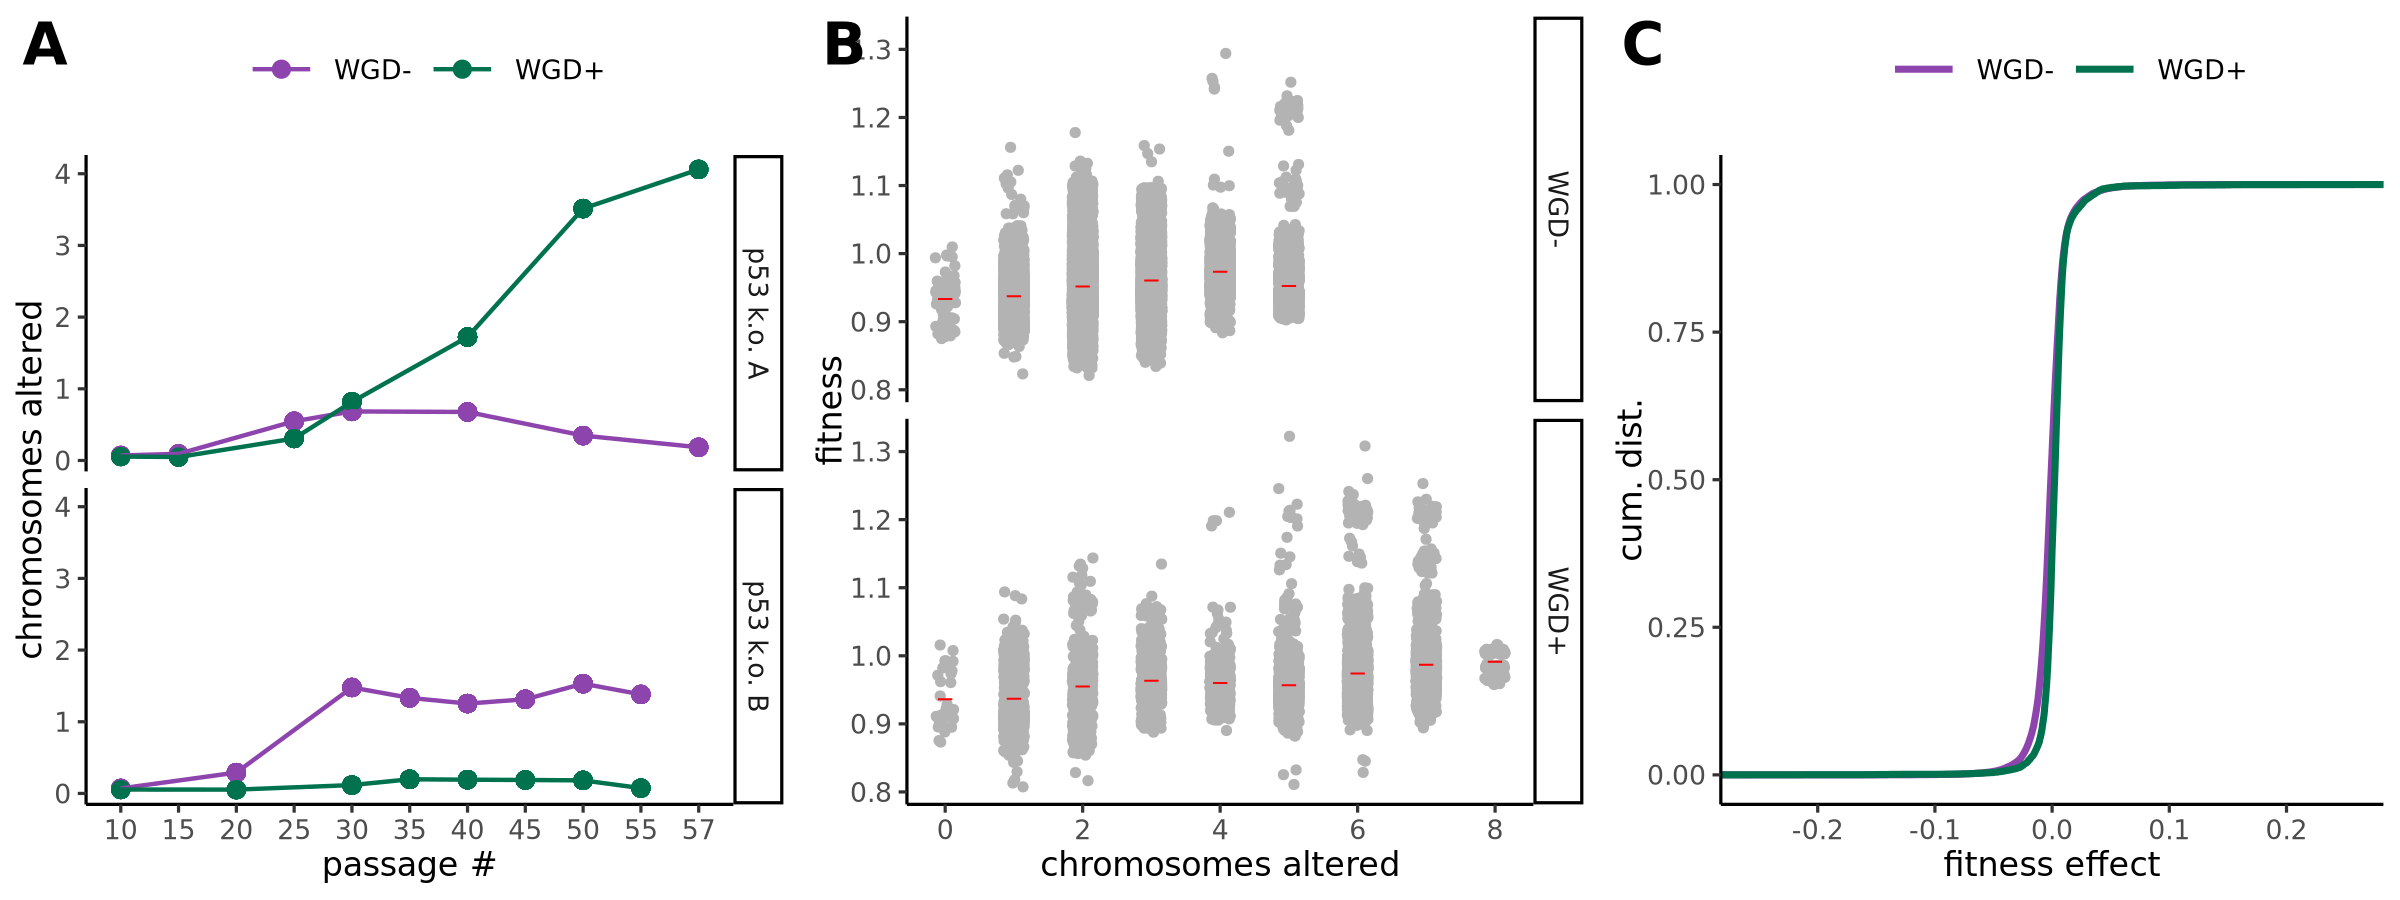 A
WGD- WGD+
chromosomes altered
4
3
2
1
0
p53 k.o. A
4
3
2
1
0
p53 k.o. B
10 15 20 25 30 35 40 45 50 55 57
passage #
B
fitness
1.3
1.2
1.1
1.0
0.9
0.8
WGD-
1.3
1.2
1.1
1.0
0.9
0.8
WGD+
0 2 4 6 8
chromosomes altered
C
WGD- WGD+
cum. dist.
1.00
0.75
0.50
0.25
0.00
-0.2 -0.1 0.0 0.1 0.2
fitness effect